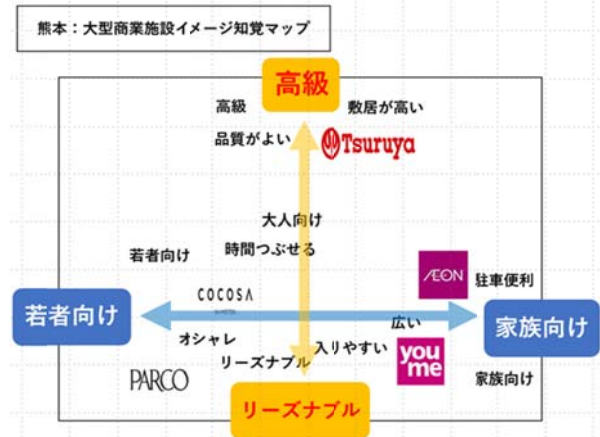 熊本：大型商業施設イメージ知覚マップ
高級
高級
敷居が高い
品質がよい
Tsuruya
大人向け
時間つぶせる
若者向け
ÆON
駐車便利
COCOSA
若者向け
広い
家族向け
オシャレ
入りやすい
youme
リーズナブル
PARCO
家族向け
リーズナブル